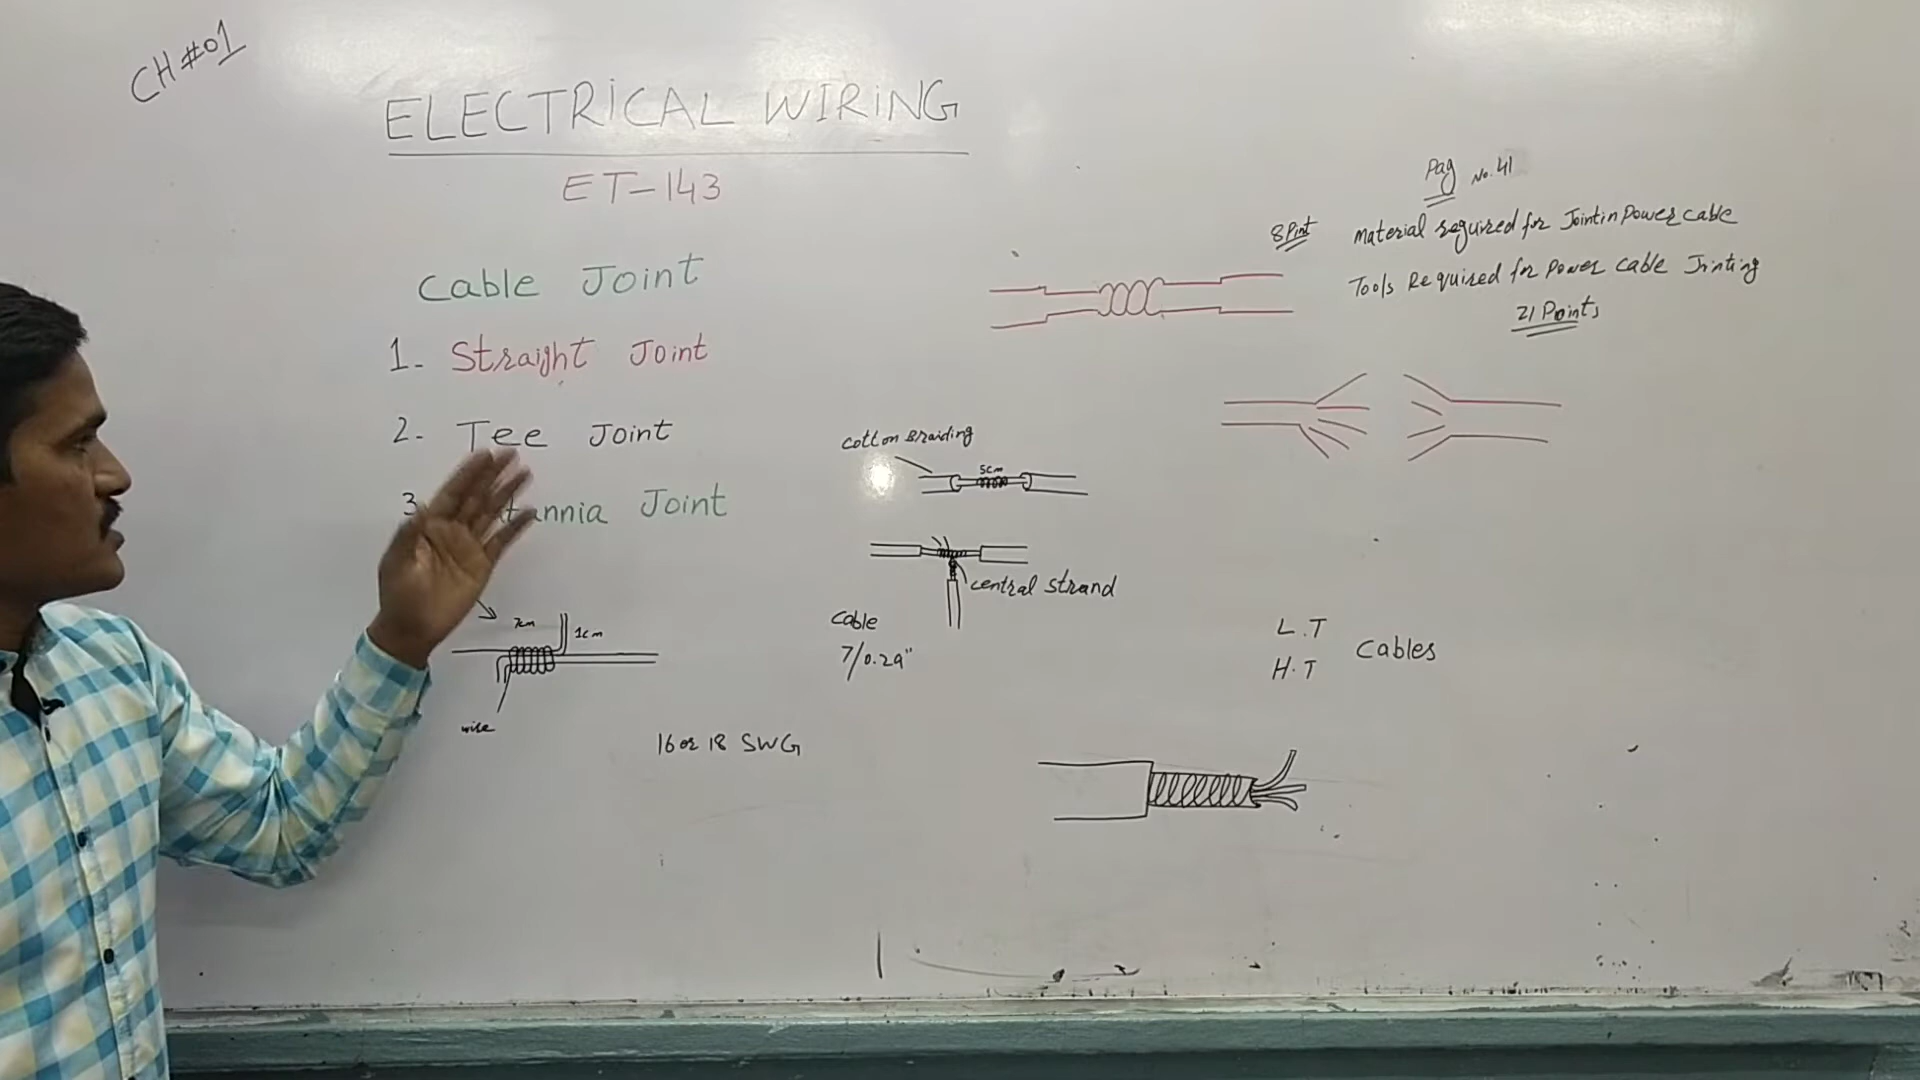 CH#01
ELECTRICAL WIRING
ET-143
Cable Joint
1- Straight Joint
2- Tee Joint
3 annia Joint
7cm
1cm
wire
16 or 18 SWG
Cotton Braiding
5cm
central strand
Cable
7/0.29"
Pag No.41
8 Pint
material required for Jointin Power cable
Tools Required for Power cable Jinting
21 Points
L.T
H.T
Cables